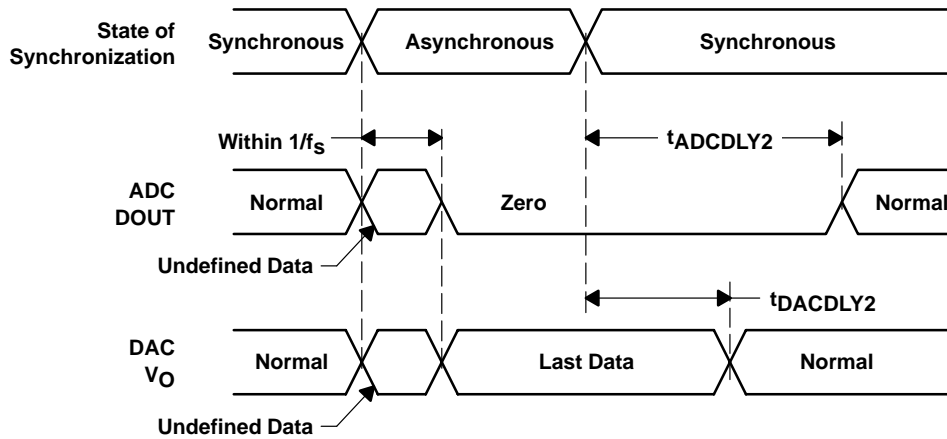 State of
Synchronization
Synchronous
Asynchronous
Synchronous
Within 1/fs
tADCDLY2
ADC
DOUT
Normal
Zero
Normal
Undefined Data
tDACDLY2
DAC
VO
Normal
Last Data
Normal
Undefined Data